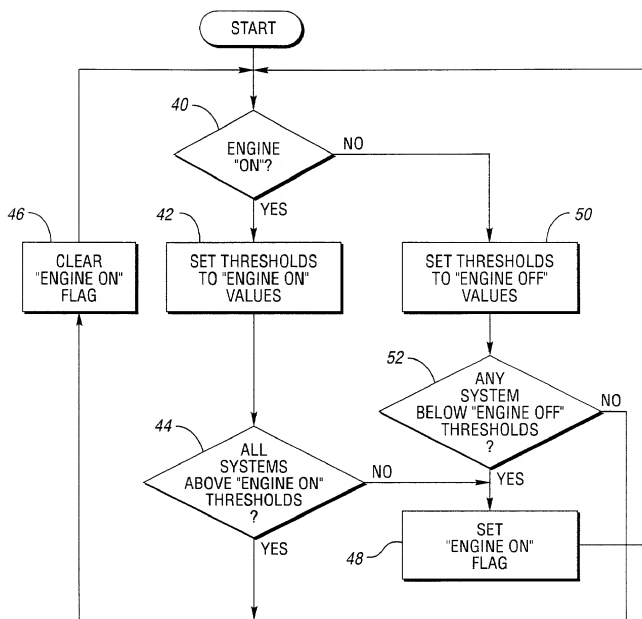 START
40
ENGINE
"ON"?
NO
YES
46
42
50
CLEAR
"ENGINE ON"
FLAG
SET THRESHOLDS
TO "ENGINE ON"
VALUES
SET THRESHOLDS
TO "ENGINE OFF"
VALUES
52
ANY
SYSTEM
BELOW "ENGINE OFF"
THRESHOLDS
?
NO
YES
44
ALL
SYSTEMS
ABOVE "ENGINE ON"
THRESHOLDS
?
NO
YES
48
SET
"ENGINE ON"
FLAG